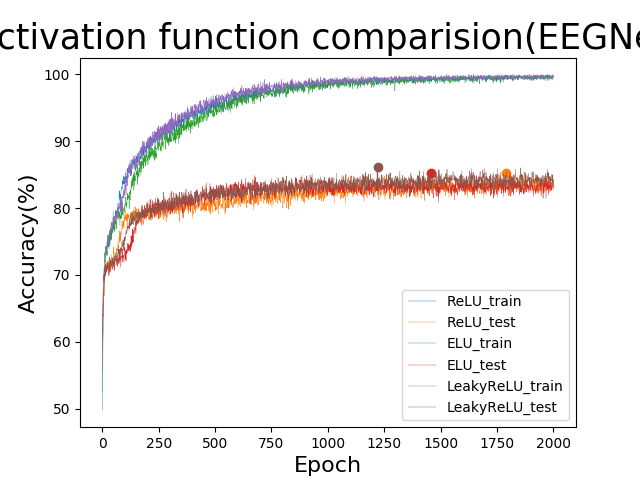 ctivation function comparision(EEGNe
100
90
80
70
60
50
Accuracy(%)
0 250 500 750 1000 1250 1500 1750 2000
Epoch
ReLU_train
ReLU_test
ELU_train
ELU_test
LeakyReLU_train
LeakyReLU_test